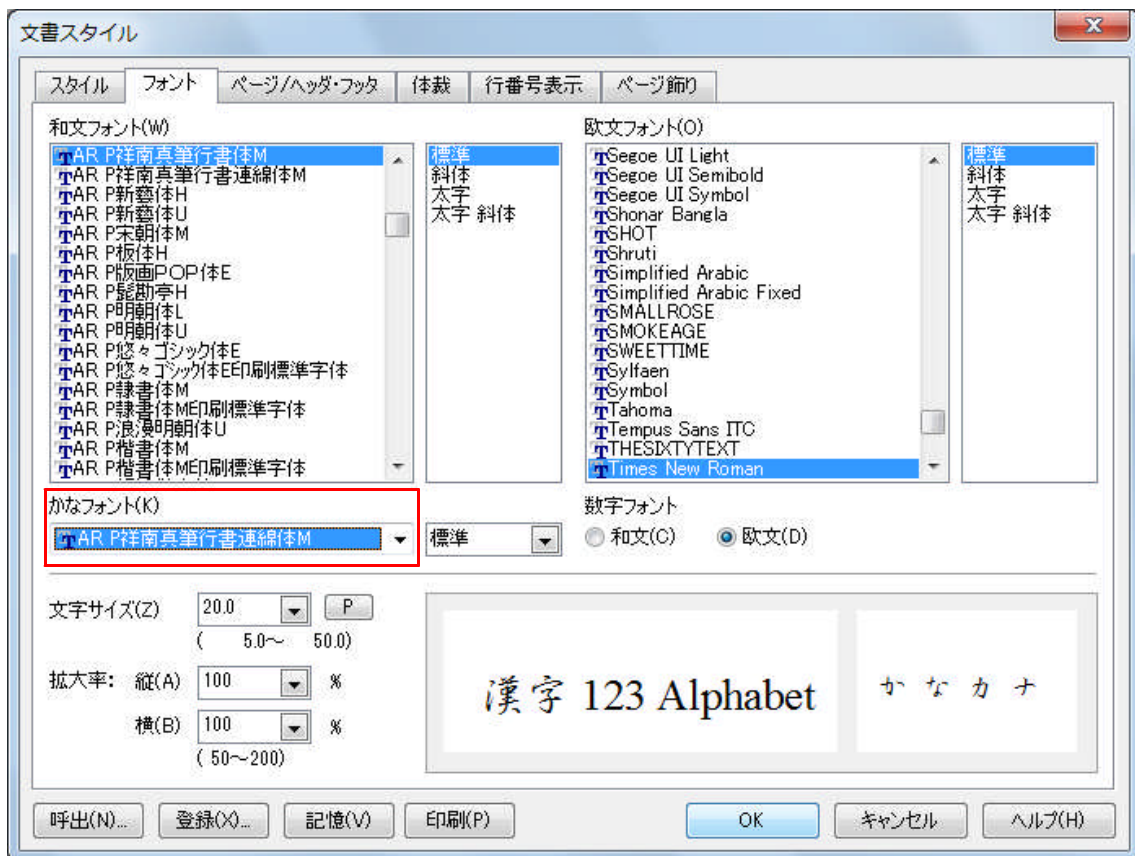 文書スタイル
スタイル フォント ページ/ヘッダ・フッタ 体裁 行番号表示 ページ飾り
和文フォント(W)
AR P祥南真筆行書体M
AR P祥南真筆行書連綿体M
AR P新藝体H
AR P新藝体U
AR P宋朝体M
AR P板体H
AR P版画POP体E
AR P髭勘亭H
AR P明朝体L
AR P明朝体U
AR P悠々ゴシック体E
AR P悠々ゴシック体E印刷標準字体
AR P隷書体M
AR P隷書体M印刷標準字体
AR P浪漫明朝体U
AR P楷書体M
AR P楷書体M印刷標準字体
標準
斜体
太字
太字 斜体
欧文フォント(O)
Segoe UI Light
Segoe UI Semibold
Segoe UI Symbol
Shonar Bangla
SHOT
Shruti
Simplified Arabic
Simplified Arabic Fixed
SMALLROSE
SMOKEAGE
SWEETTIME
Sylfaen
Symbol
Tahoma
Tempus Sans ITC
THESIXTYTEXT
Times New Roman
標準
斜体
太字
太字 斜体
かなフォント(K)
AR P祥南真筆行書連綿体M
標準
数字フォント
和文(C) 欧文(D)
文字サイズ(Z) 20.0 P
( 5.0～ 50.0)
拡大率: 縦(A) 100 %
横(B) 100 %
( 50～200)
漢字 123 Alphabet
かなカナ
呼出(N)... 登録(X)... 記憶(V) 印刷(P) OK キャンセル ヘルプ(H)